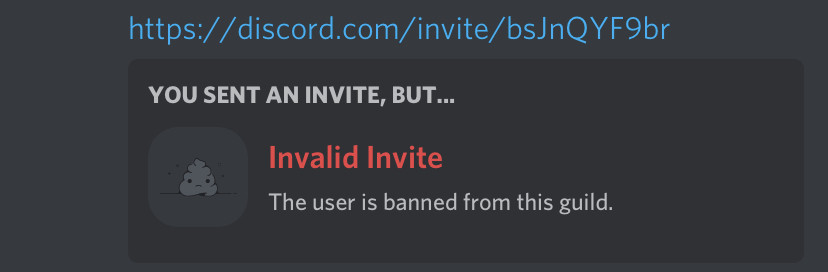 https://discord.com/invite/bsJnQYF9br
YOU SENT AN INVITE, BUT...
Invalid Invite
The user is banned from this guild.